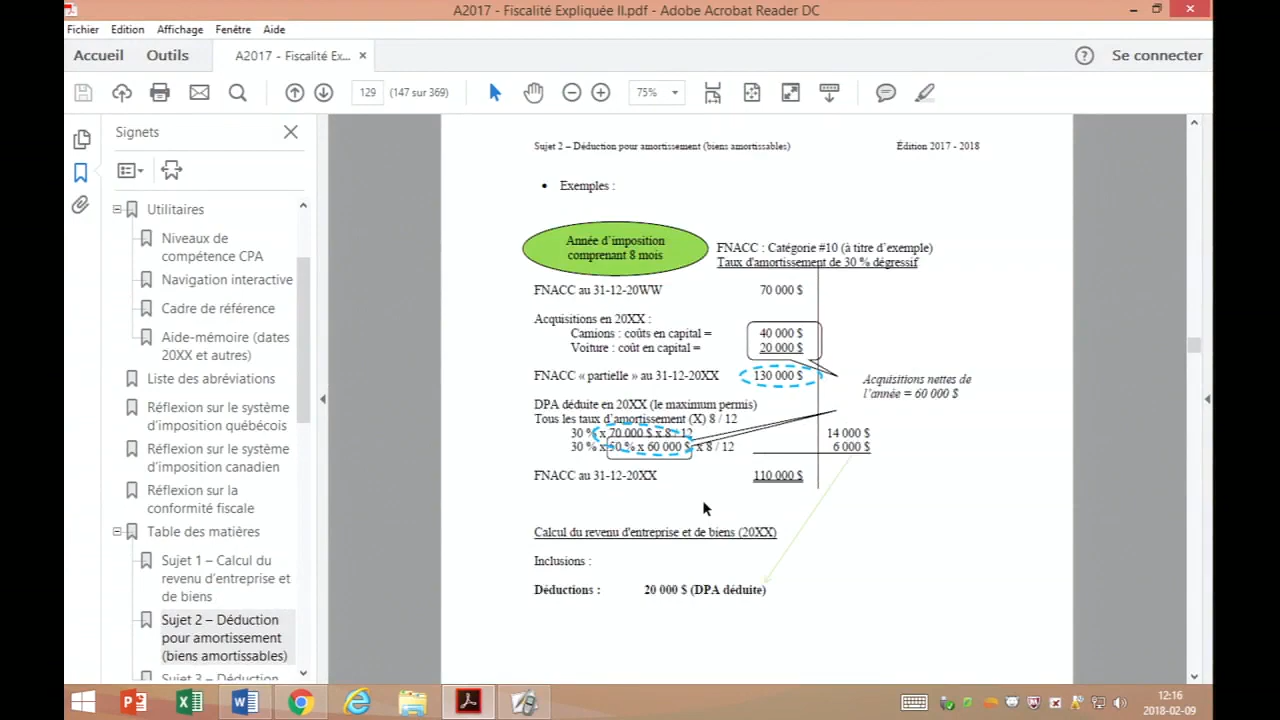 A2017 - Fiscalité Expliquée II.pdf - Adobe Acrobat Reader DC
Fichier Edition Affichage Fenêtre Aide
Accueil Outils A2017 - Fiscalité Ex... × Se connecter
129 (147 sur 369) 75%
Signets
Utilitaires
Niveaux de
compétence CPA
Navigation interactive
Cadre de référence
Aide-mémoire (dates
20XX et autres)
Liste des abréviations
Réflexion sur le système
d'imposition québécois
Réflexion sur le système
d'imposition canadien
Réflexion sur la
conformité fiscale
Table des matières
Sujet 1 – Calcul du
revenu d'entreprise et
de biens
Sujet 2 – Déduction
pour amortissement
(biens amortissables)
Sujet 3 – Déduction
Sujet 2 – Déduction pour amortissement (biens amortissables) Édition 2017 - 2018
• Exemples :
Année d'imposition
comprenant 8 mois
FNACC : Catégorie #10 (à titre d'exemple)
Taux d'amortissement de 30 % dégressif
FNACC au 31-12-20WW 70 000 $
Acquisitions en 20XX :
Camions : coûts en capital = 40 000 $
Voiture : coût en capital = 20 000 $
FNACC « partielle » au 31-12-20XX 130 000 $
Acquisitions nettes de
l'année = 60 000 $
DPA déduite en 20XX (le maximum permis)
Tous les taux d'amortissement (X) 8 / 12
30 % x 70 000 $ x 8 / 12 14 000 $
30 % x 50 % x 60 000 $ x 8 / 12 6 000 $
FNACC au 31-12-20XX 110 000 $
Calcul du revenu d'entreprise et de biens (20XX)
Inclusions :
Déductions : 20 000 $ (DPA déduite)
12:16
2018-02-09